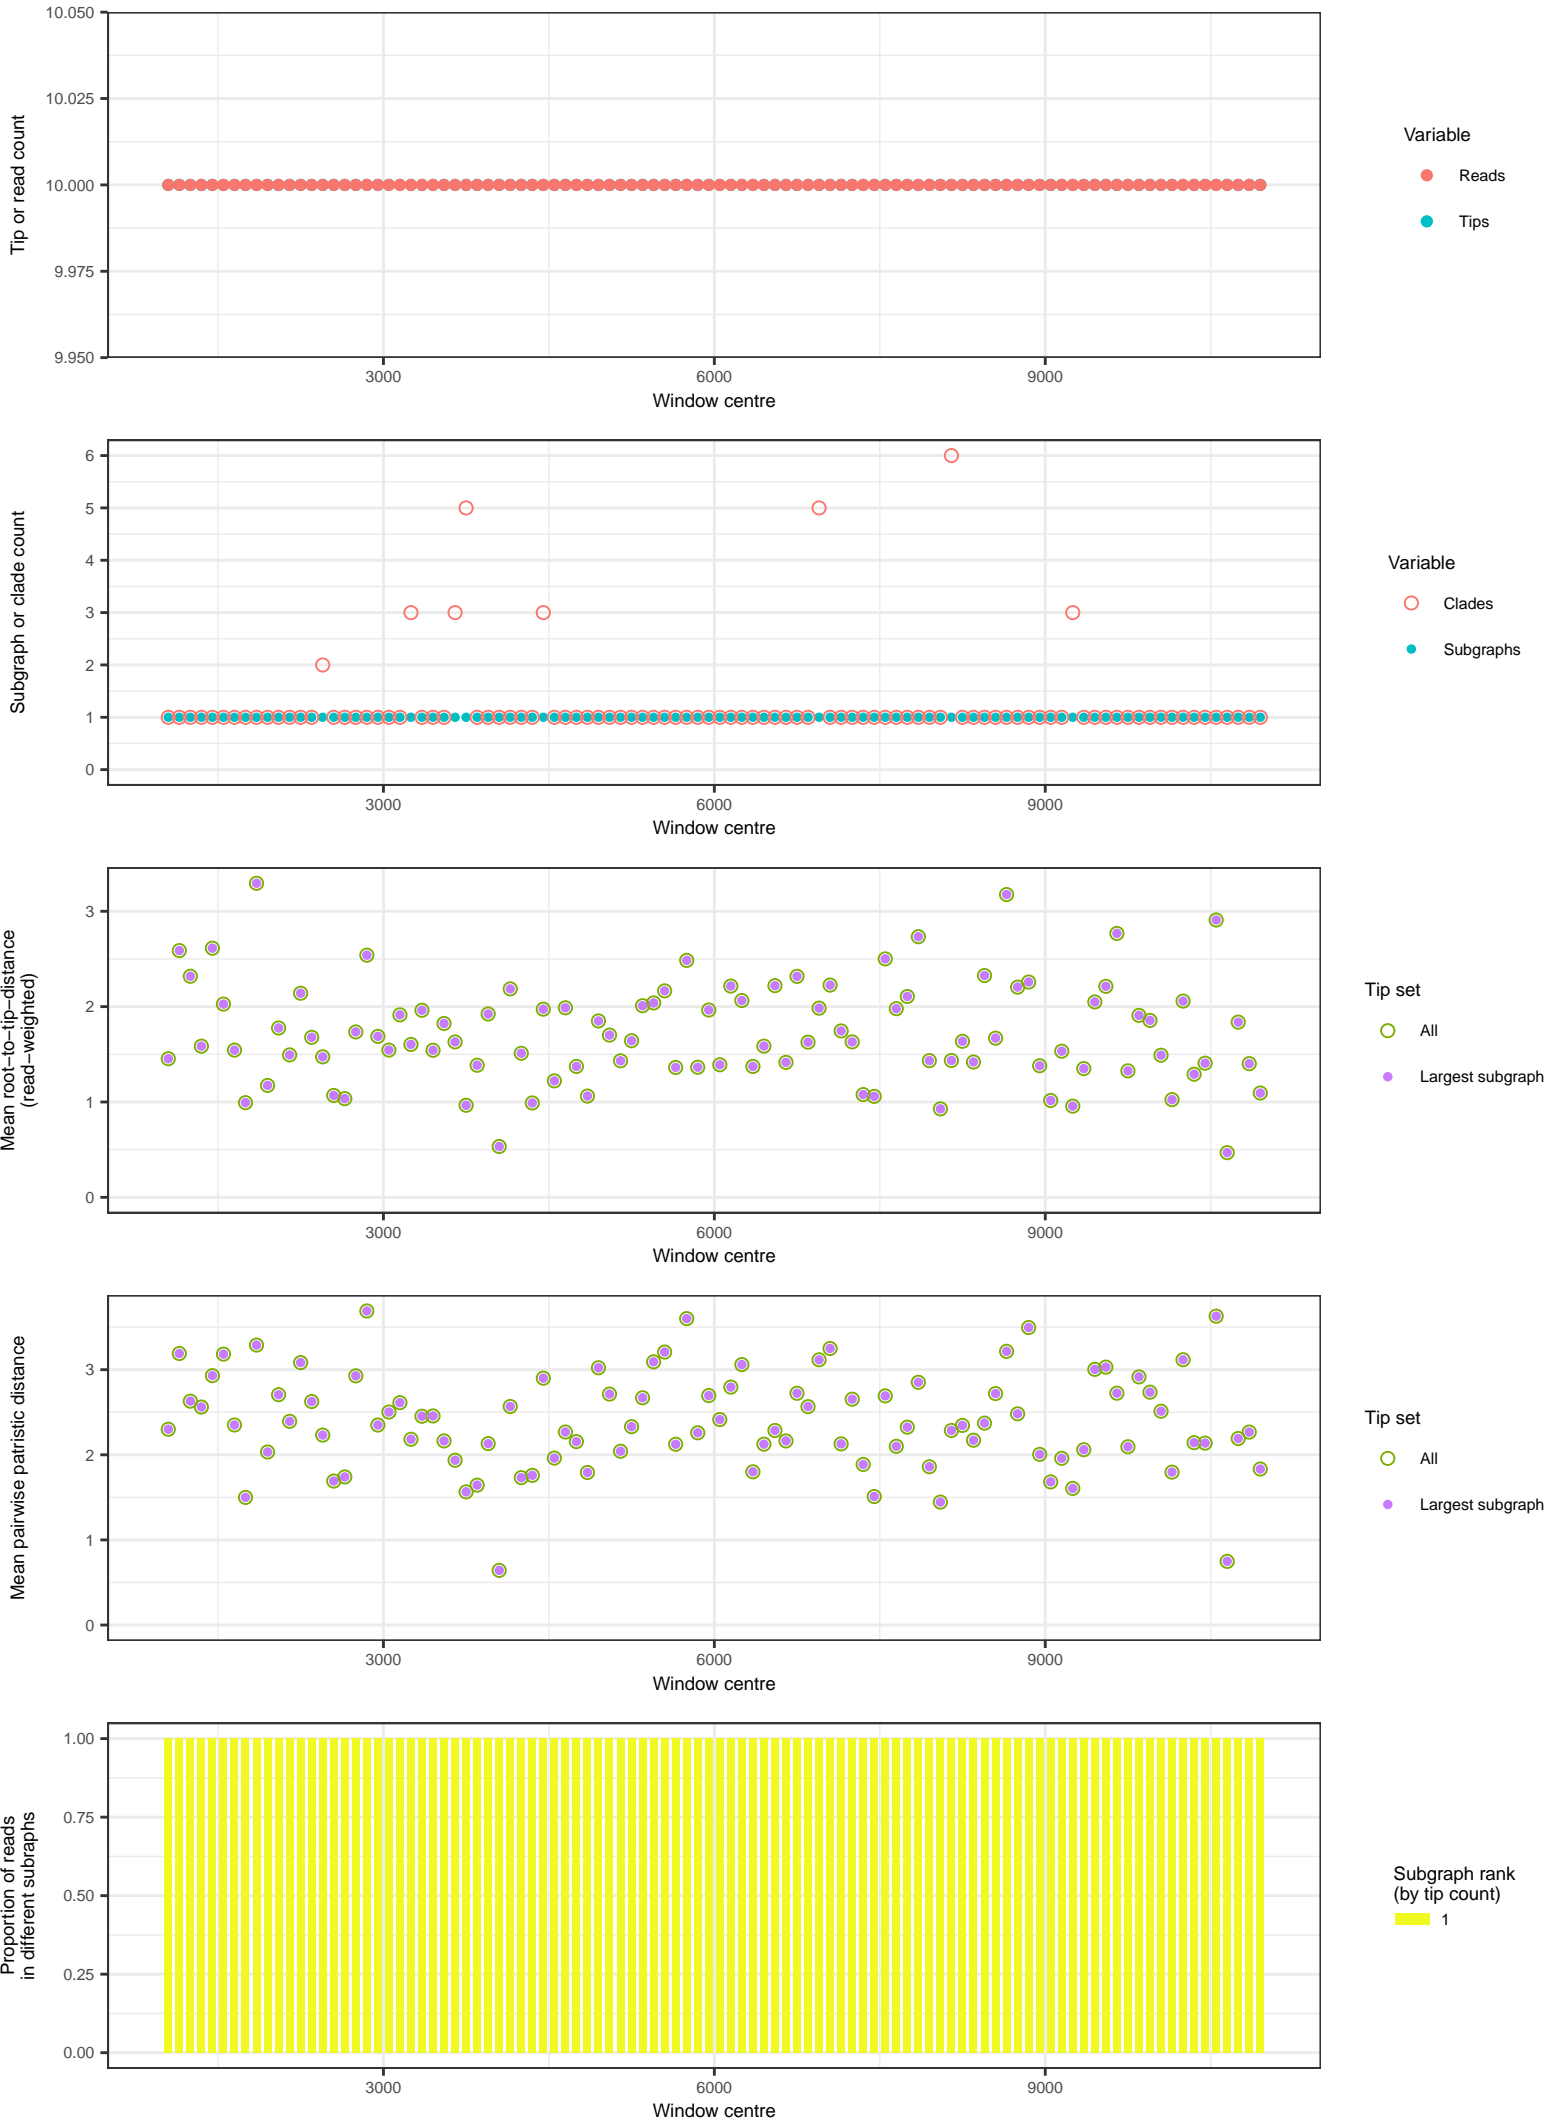 10.050
10.025
10.000
9.975
9.950
Tip or read count
3000 6000 9000
Window centre
Variable
Reads
Tips
6
5
4
3
2
1
0
Subgraph or clade count
3000 6000 9000
Window centre
Variable
Clades
Subgraphs
3
2
1
0
Mean root−to−tip−distance
(read−weighted)
3000 6000 9000
Window centre
Tip set
All
Largest subgraph
3
2
1
0
Mean pairwise patristic distance
3000 6000 9000
Window centre
Tip set
All
Largest subgraph
1.00
0.75
0.50
0.25
0.00
Proportion of reads
in different subraphs
3000 6000 9000
Window centre
Subgraph rank
(by tip count)
1